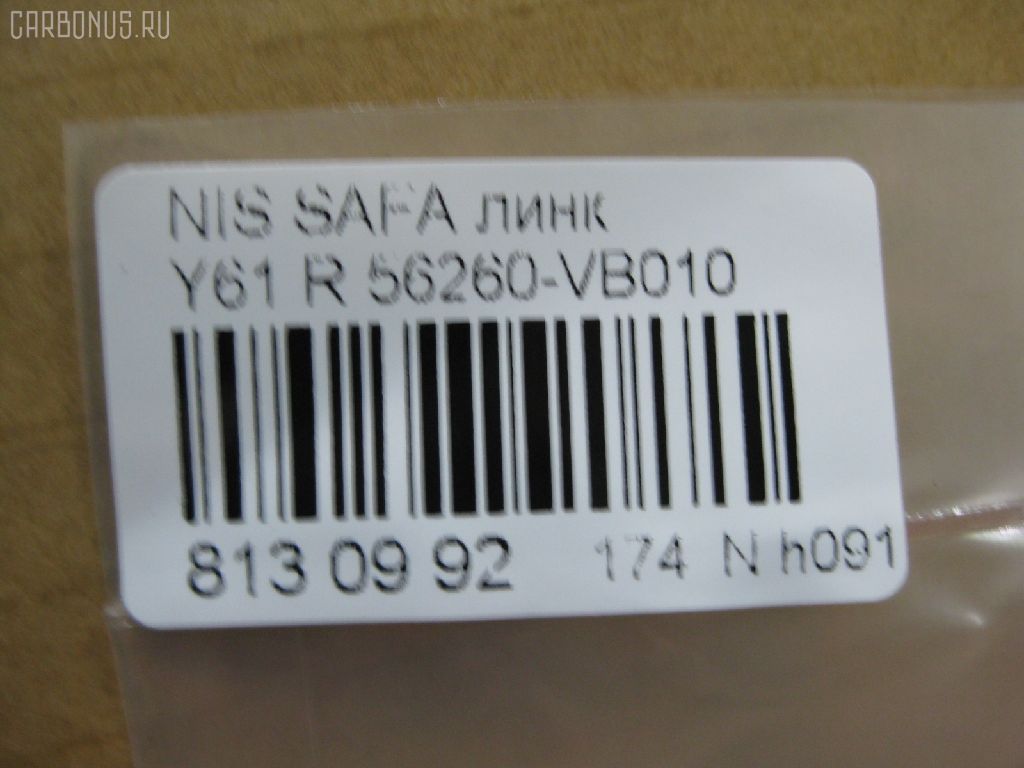 CARBONUS.RU
NIS SAFA линк
Y61 R 56260-VB010
813 09 92 174 N h091